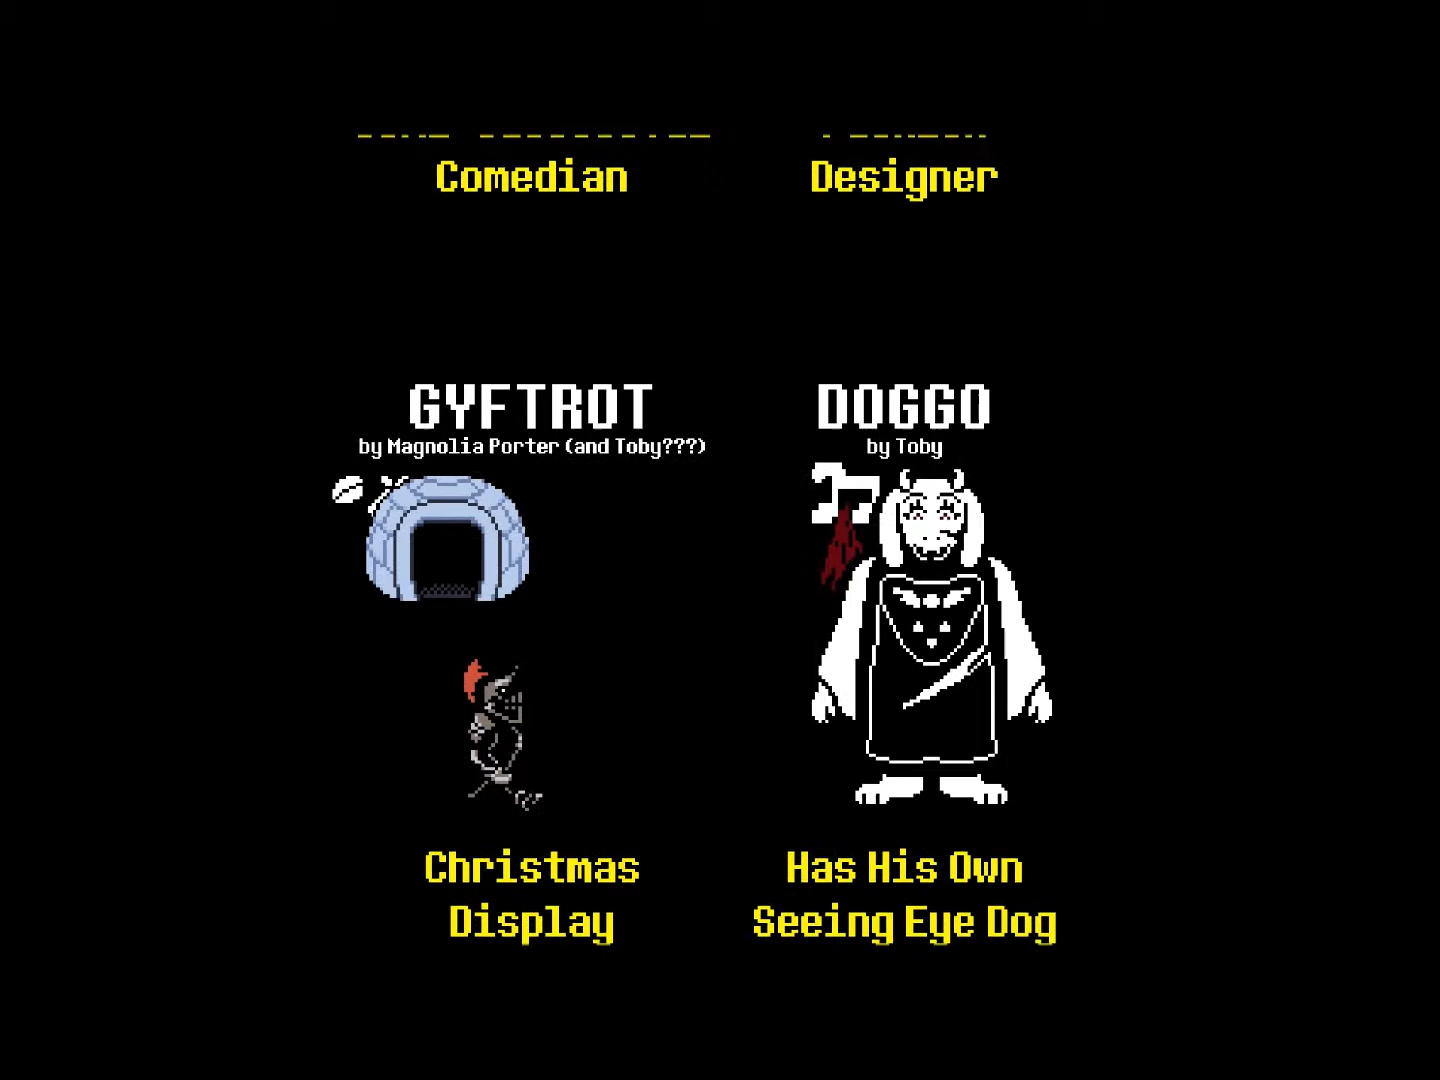 Comedian
Designer
GYFTROT
by Magnolia Porter (and Toby???)
Christmas
Display
DOGGO
by Toby
Has His Own
Seeing Eye Dog